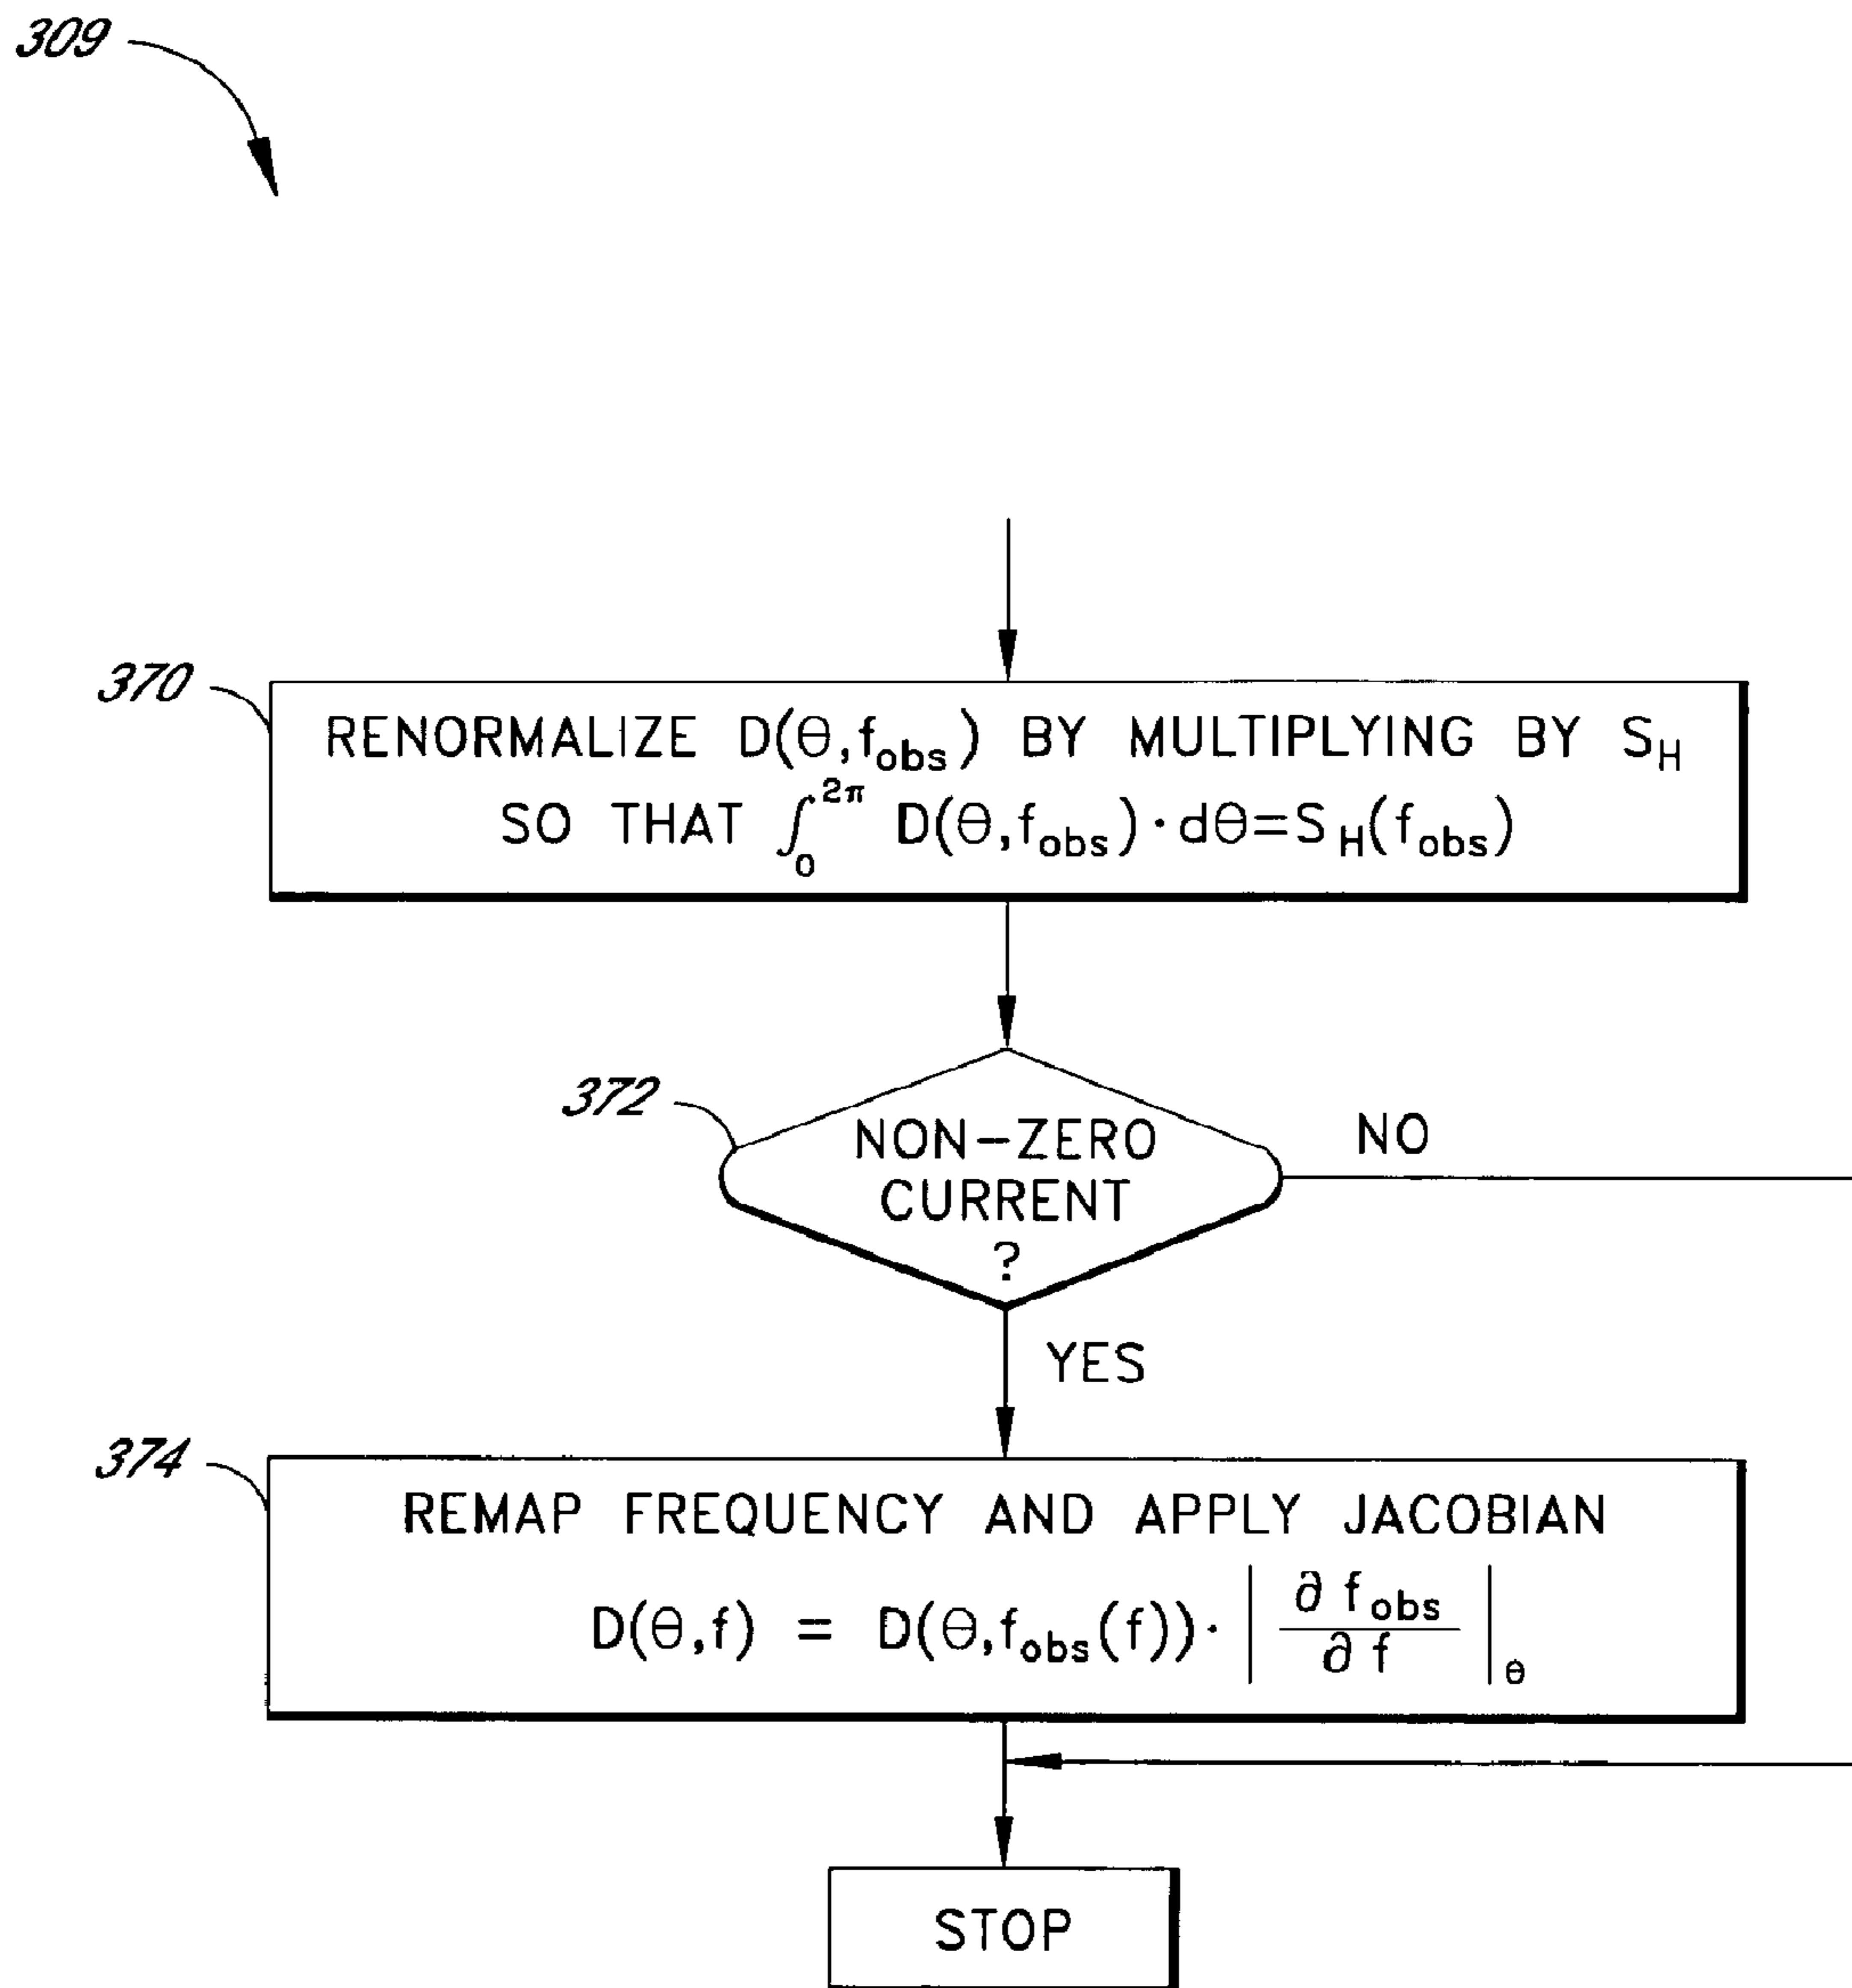 309
370
RENORMALIZE D(Θ,f_obs) BY MULTIPLYING BY S_H
SO THAT ∫_0^2π D(Θ,f_obs)·dΘ=S_H(f_obs)
372
NON-ZERO
CURRENT
?
NO
YES
374
REMAP FREQUENCY AND APPLY JACOBIAN
D(Θ,f) = D(Θ,f_obs(f))·|∂f_obs/∂f|_θ
STOP